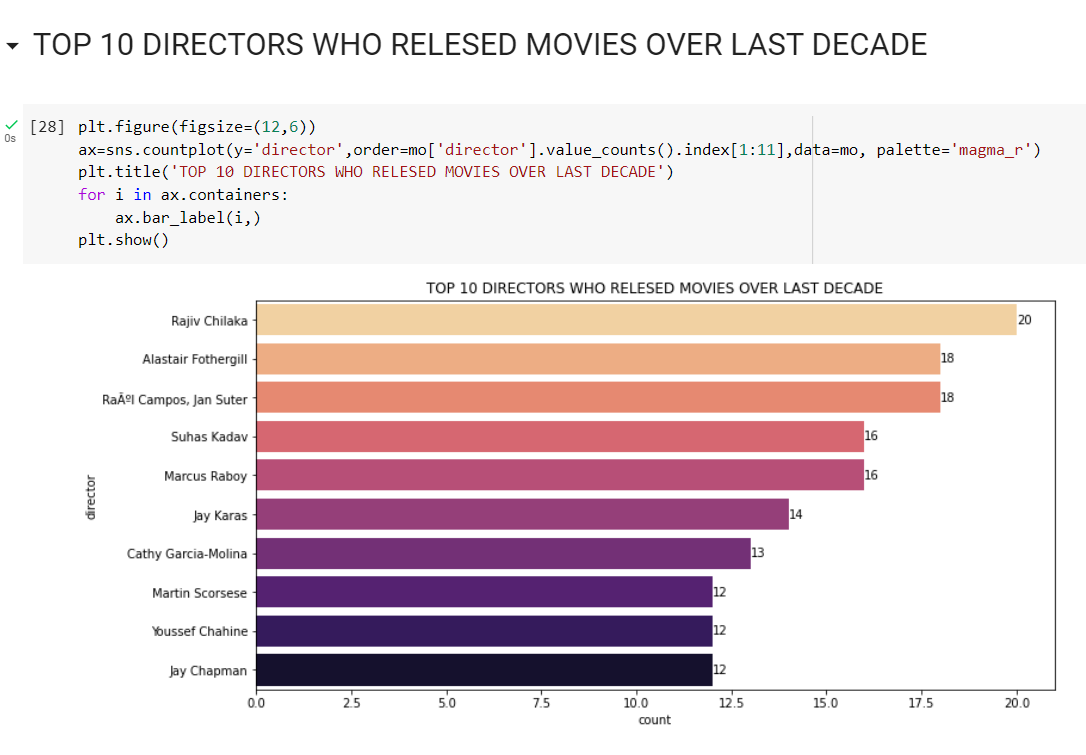 TOP 10 DIRECTORS WHO RELESED MOVIES OVER LAST DECADE
[28] plt.figure(figsize=(12,6))
0s
ax=sns.countplot(y='director',order=mo['director'].value_counts().index[1:11],data=mo, palette='magma_r')
plt.title('TOP 10 DIRECTORS WHO RELESED MOVIES OVER LAST DECADE')
for i in ax.containers:
    ax.bar_label(i,)
plt.show()
TOP 10 DIRECTORS WHO RELESED MOVIES OVER LAST DECADE
Rajiv Chilaka 20
Alastair Fothergill 18
RaÃºl Campos, Jan Suter 18
Suhas Kadav 16
Marcus Raboy 16
director
Jay Karas 14
Cathy Garcia-Molina 13
Martin Scorsese 12
Youssef Chahine 12
Jay Chapman 12
0.0 2.5 5.0 7.5 10.0 12.5 15.0 17.5 20.0
count